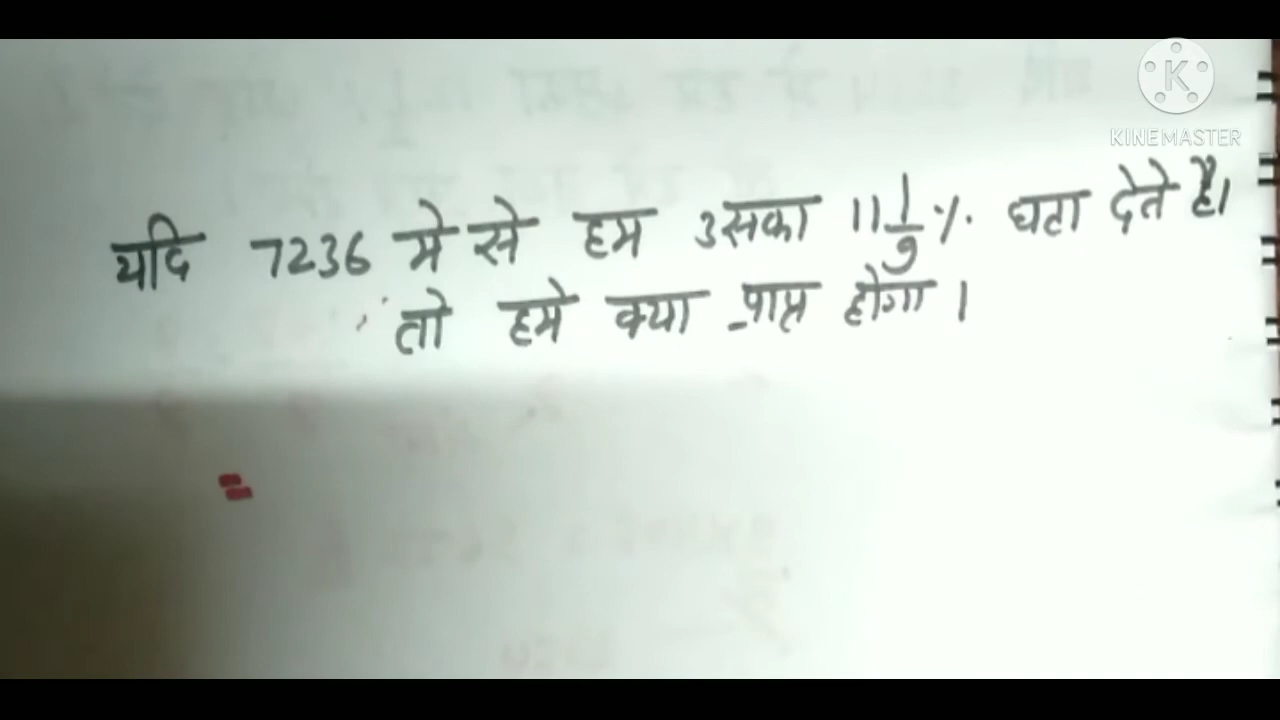 KINEMASTER
यदि 7236 मे से हम उसका 11 1/9 %. घटा देते है।
तो हमे क्या प्राप्त होगा।